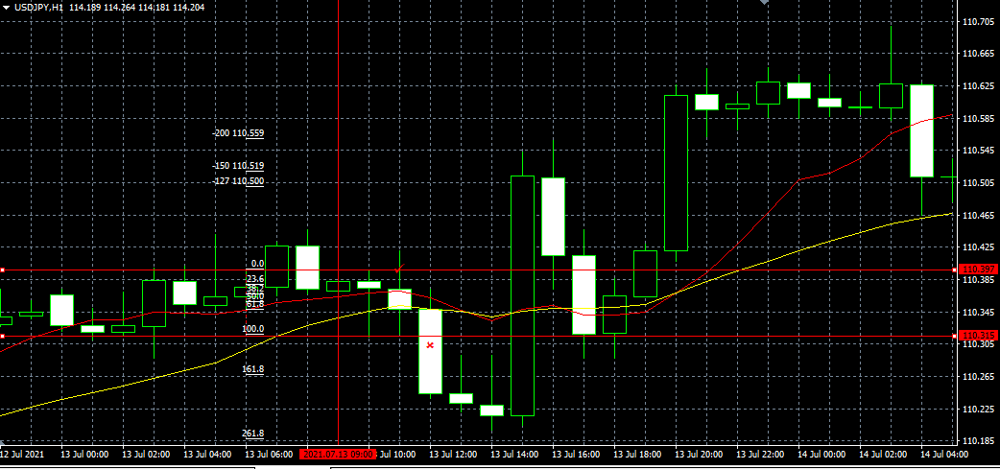 USDJPY,H1 114.189 114.264 114.181 114.204
110.705
110.665
110.625
110.585
110.545
110.505
110.465
110.425
110.397
110.385
110.345
110.315
110.305
110.265
110.225
110.185
-200 110.559
-150 110.519
-127 110.500
0.0
23.6
38.2
50.0
61.8
100.0
161.8
261.8
12 Jul 2021
13 Jul 00:00
13 Jul 02:00
13 Jul 04:00
13 Jul 06:00
2021.07.13 09:00
Jul 10:00
13 Jul 12:00
13 Jul 14:00
13 Jul 16:00
13 Jul 18:00
13 Jul 20:00
13 Jul 22:00
14 Jul 00:00
14 Jul 02:00
14 Jul 04:00